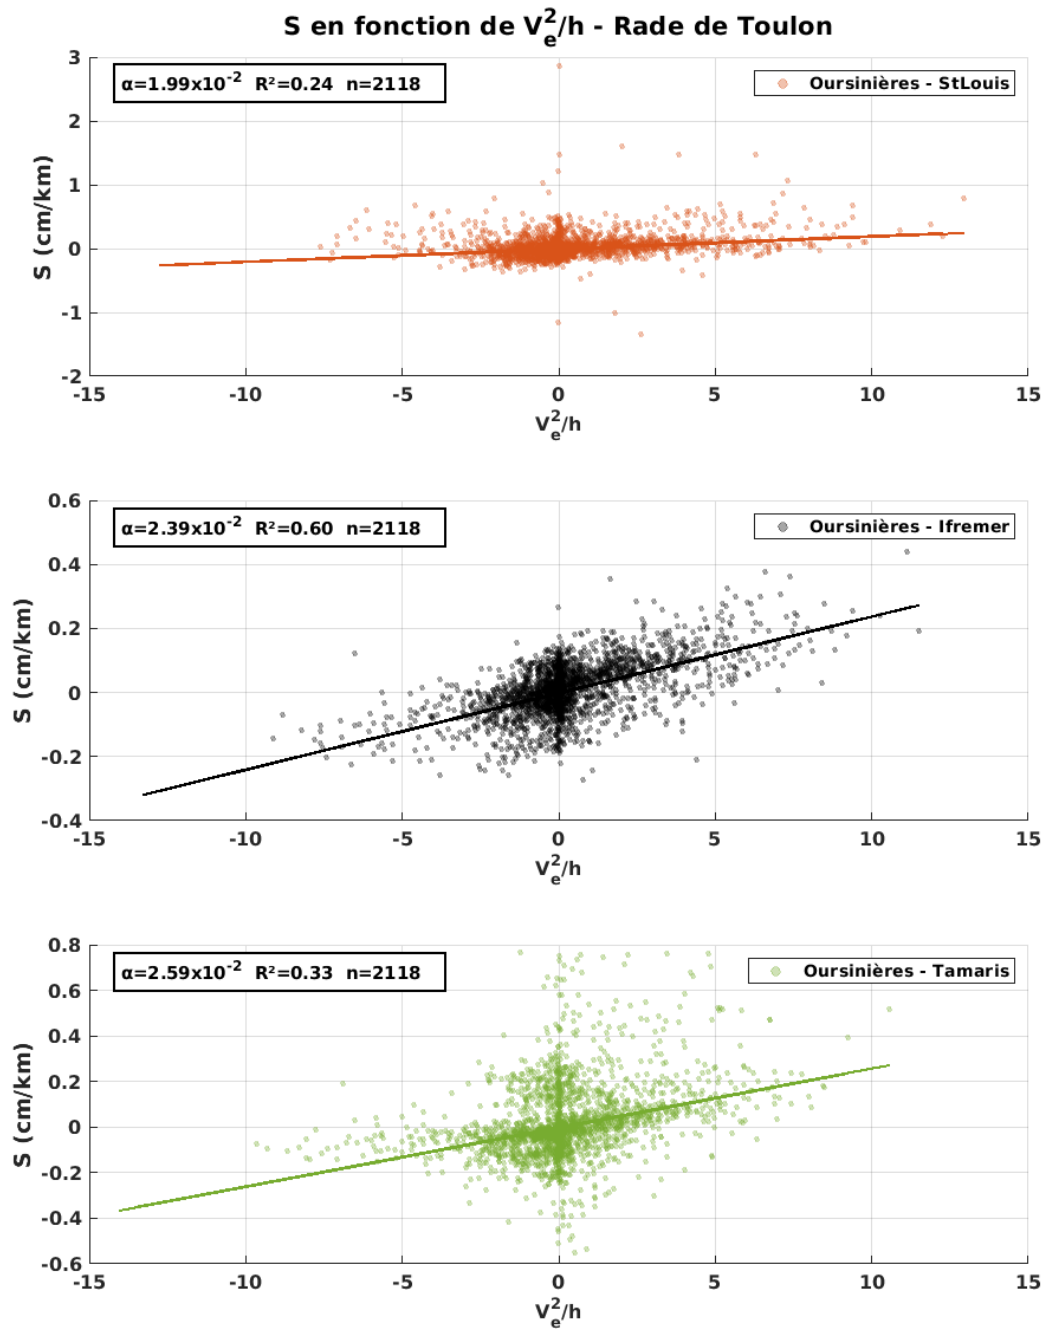 S en fonction de Vₑ²/h - Rade de Toulon
α=1.99x10⁻² R²=0.24 n=2118
Oursinières - StLouis
3
2
1
0
-1
-2
S (cm/km)
-15 -10 -5 0 5 10 15
Vₑ²/h
α=2.39x10⁻² R²=0.60 n=2118
Oursinières - Ifremer
0.6
0.4
0.2
0
-0.2
-0.4
S (cm/km)
-15 -10 -5 0 5 10 15
Vₑ²/h
α=2.59x10⁻² R²=0.33 n=2118
Oursinières - Tamaris
0.8
0.6
0.4
0.2
0
-0.2
-0.4
-0.6
S (cm/km)
-15 -10 -5 0 5 10 15
Vₑ²/h